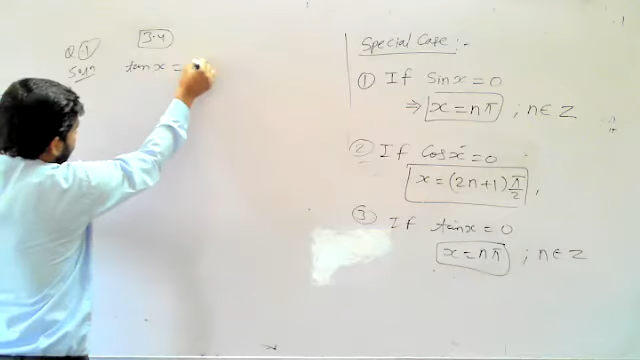 3.4
Q 1
Soln tan x =
Special Case :-
① If Sin x = 0
⇒ x = nπ ; n ∈ Z
② If Cos x = 0
x = (2n+1) π/2 ,
③ If tan x = 0
x = nπ ; n ∈ Z